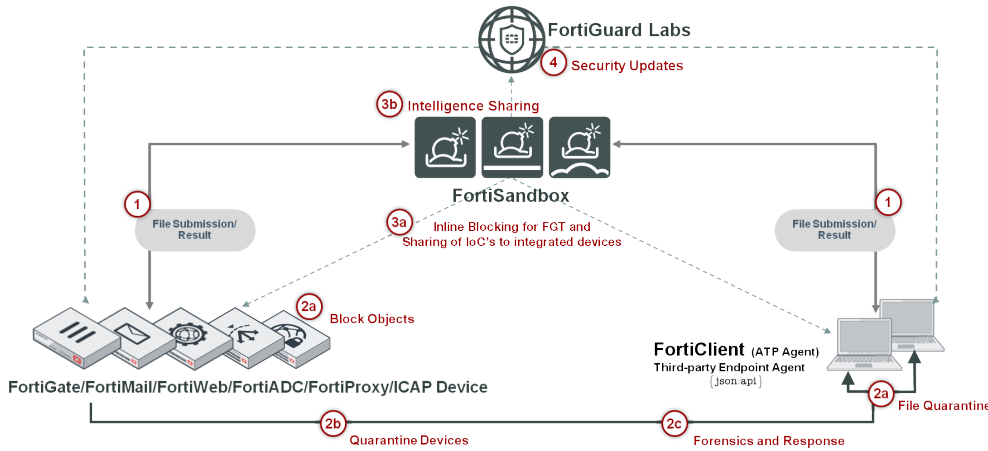 FortiGuard Labs
4 Security Updates
3b Intelligence Sharing
FortiSandbox
1
File Submission/
Result
1
File Submission/
Result
3a
Inline Blocking for FGT and
Sharing of IoC's to integrated devices
2a Block Objects
FortiClient (ATP Agent)
Third-party Endpoint Agent
{json:api}
FortiGate/FortiMail/FortiWeb/FortiADC/FortiProxy/ICAP Device
2a
File Quarantine
2b
Quarantine Devices
2c
Forensics and Response